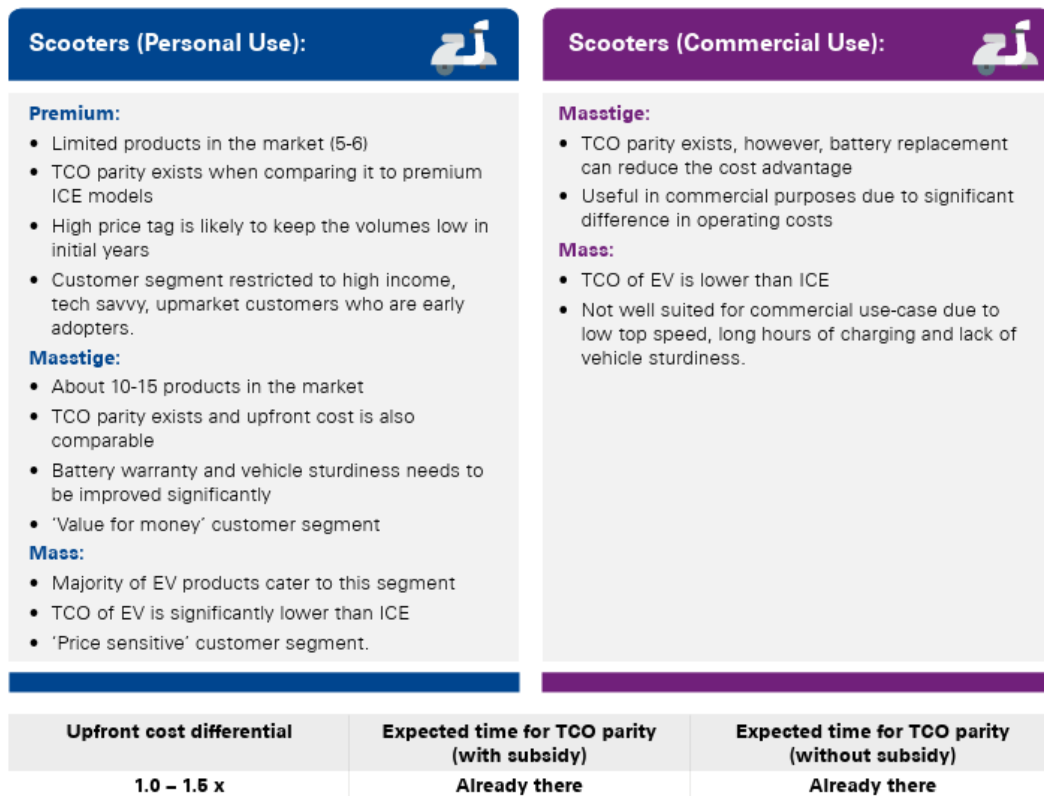 Scooters (Personal Use):
Premium:
• Limited products in the market (5-6)
• TCO parity exists when comparing it to premium
ICE models
• High price tag is likely to keep the volumes low in
initial years
• Customer segment restricted to high income,
tech savvy, upmarket customers who are early
adopters.
Masstige:
• About 10-15 products in the market
• TCO parity exists and upfront cost is also
comparable
• Battery warranty and vehicle sturdiness needs to
be improved significantly
• ‘Value for money’ customer segment
Mass:
• Majority of EV products cater to this segment
• TCO of EV is significantly lower than ICE
• ‘Price sensitive’ customer segment.
Scooters (Commercial Use):
Masstige:
• TCO parity exists, however, battery replacement
can reduce the cost advantage
• Useful in commercial purposes due to significant
difference in operating costs
Mass:
• TCO of EV is lower than ICE
• Not well suited for commercial use-case due to
low top speed, long hours of charging and lack of
vehicle sturdiness.
Upfront cost differential
Expected time for TCO parity
(with subsidy)
Expected time for TCO parity
(without subsidy)
1.0 – 1.5 x
Already there
Already there